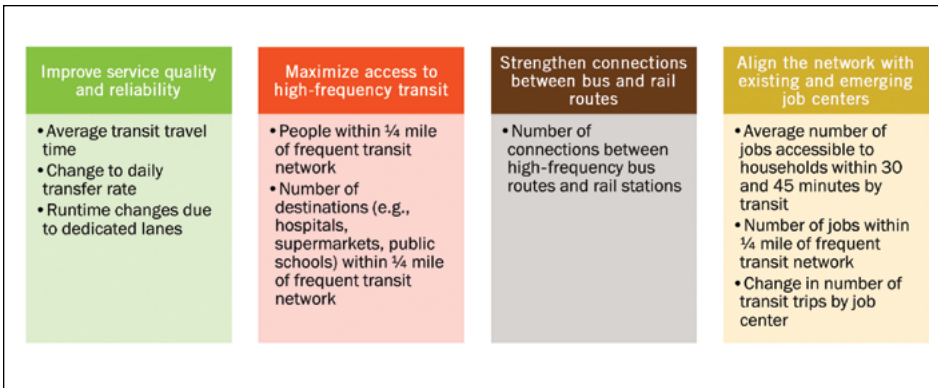 Improve service quality
and reliability
• Average transit travel
time
• Change to daily
transfer rate
• Runtime changes due
to dedicated lanes
Maximize access to
high-frequency transit
• People within ¼ mile
of frequent transit
network
• Number of
destinations (e.g.,
hospitals,
supermarkets, public
schools) within ¼ mile
of frequent transit
network
Strengthen connections
between bus and rail
routes
• Number of
connections between
high-frequency bus
routes and rail stations
Align the network with
existing and emerging
job centers
• Average number of
jobs accessible to
households within 30
and 45 minutes by
transit
• Number of jobs within
¼ mile of frequent
transit network
• Change in number of
transit trips by job
center